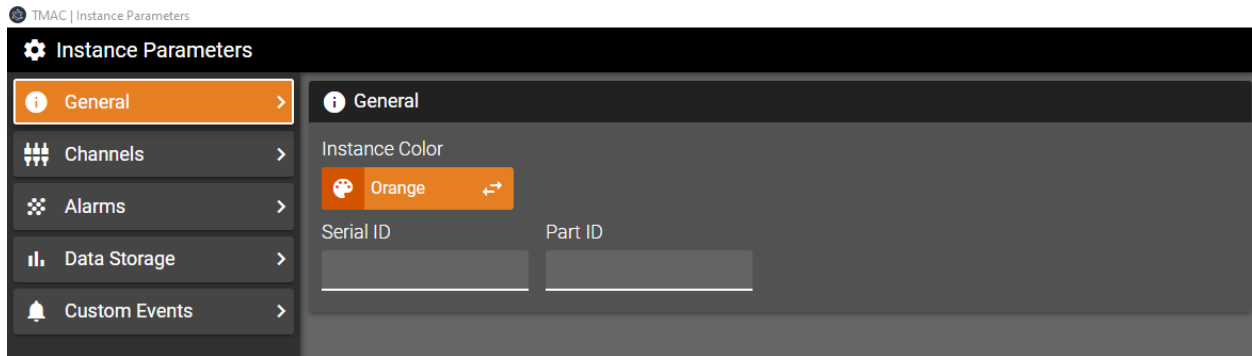 TMAC | Instance Parameters
Instance Parameters
General
Channels
Alarms
Data Storage
Custom Events
General
Instance Color
Orange
Serial ID Part ID